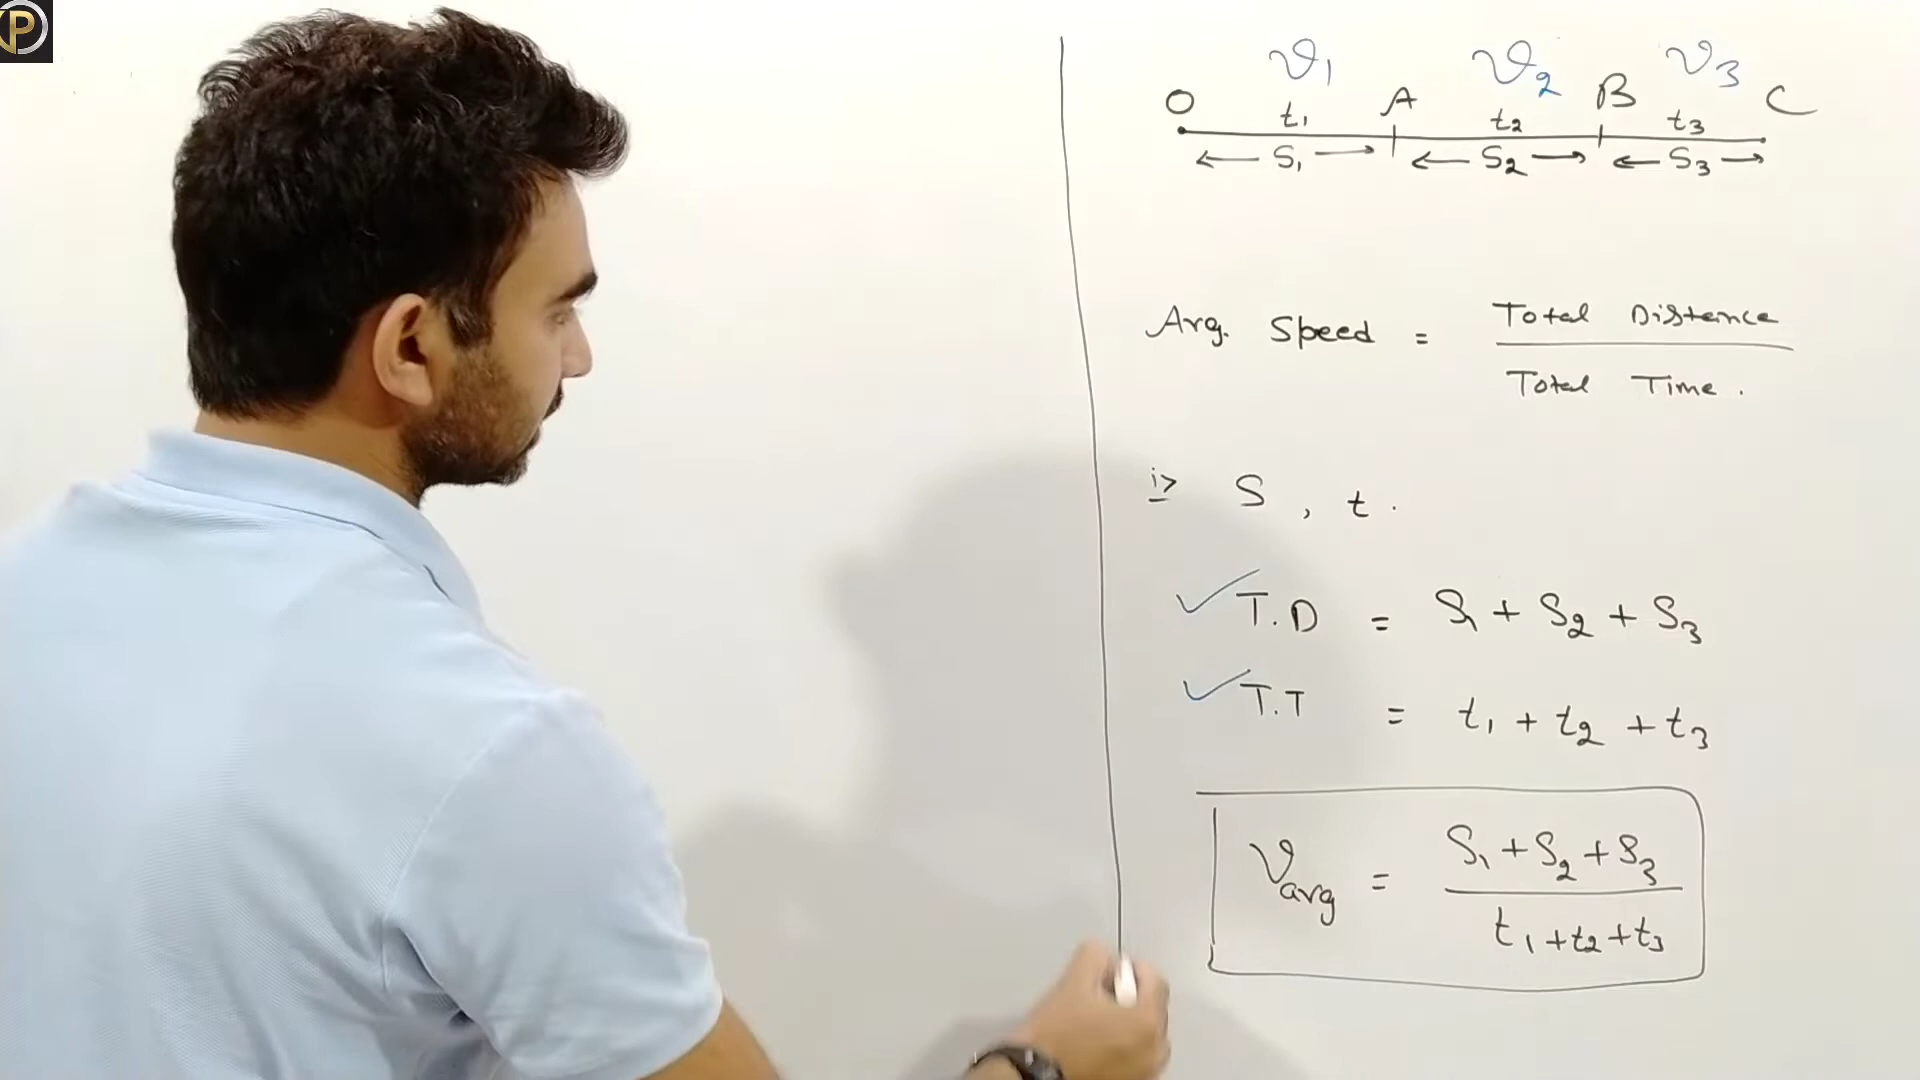 P
v₁ v₂ v₃
O A B C
t₁ t₂ t₃
S₁ S₂ S₃
Avg. Speed = Total Distance / Total Time.
i> S, t.
✓T.D = S₁ + S₂ + S₃
✓T.T = t₁ + t₂ + t₃
v avg = S₁ + S₂ + S₃ / t₁ + t₂ + t₃